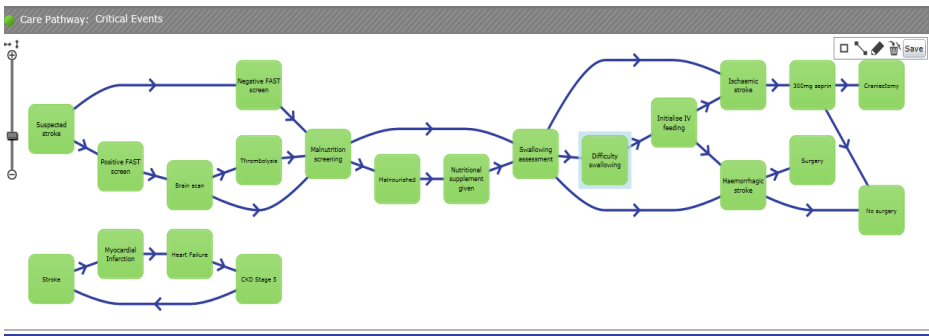 Care Pathway: Critical Events
Save
Suspected
stroke
Negative FAST
screen
Positive FAST
screen
Brain scan
Thrombolysis
Malnutrition
screening
Malnourished
Nutritional
supplement
given
Swallowing
assessment
Difficulty
swallowing
Initialise IV
feeding
Ischaemic
stroke
300mg asprin
Craniectomy
Haemorrhagic
stroke
Surgery
No surgery
Stroke
Myocardial
Infarction
Heart Failure
CKD Stage 5